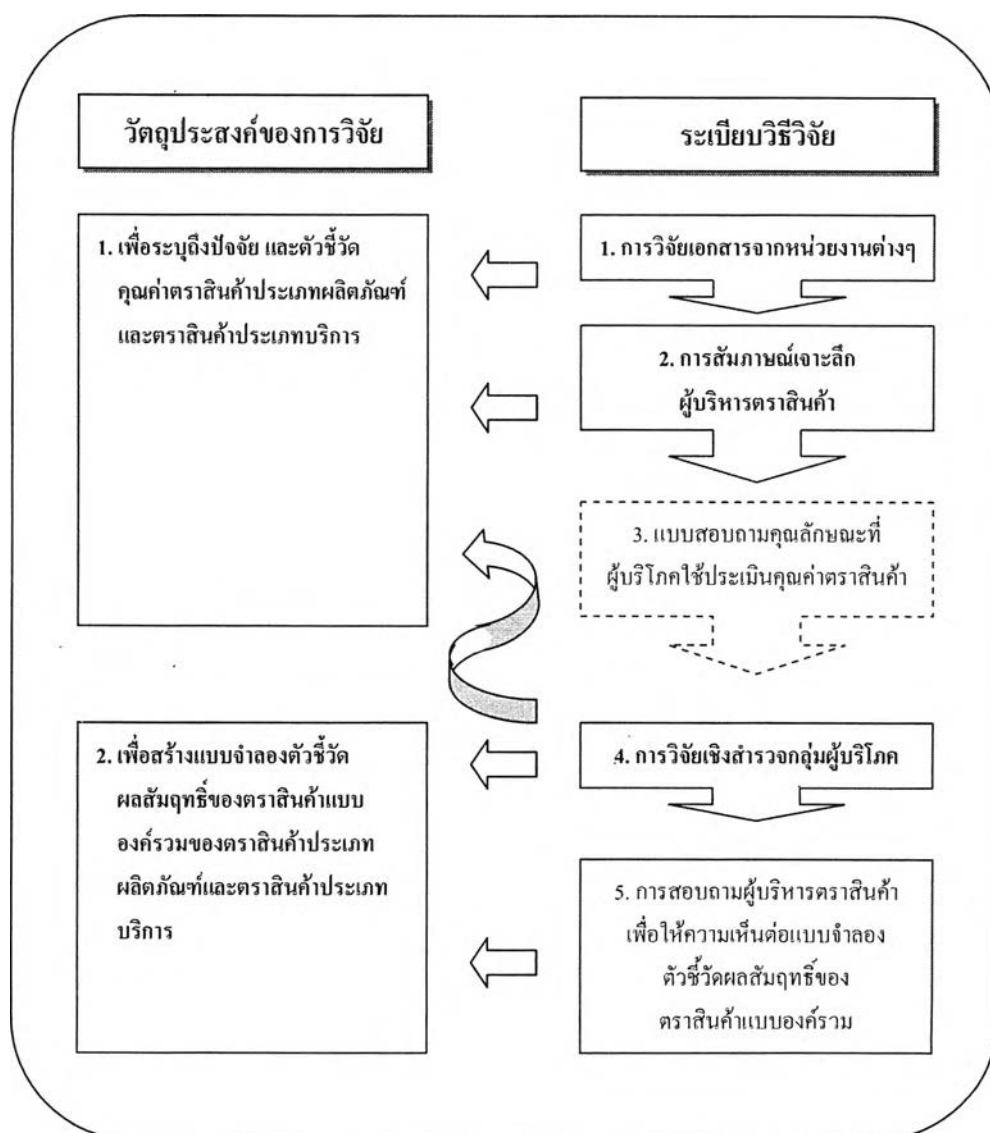 วัตถุประสงค์ของการวิจัย
ระเบียบวิธีวิจัย
1. เพื่อระบุถึงปัจจัย และตัวชี้วัด
คุณค่าตราสินค้าประเภทผลิตภัณฑ์
และตราสินค้าประเภทบริการ
1. การวิจัยเอกสารจากหน่วยงานต่างๆ
2. การสัมภาษณ์เจาะลึก
ผู้บริหารตราสินค้า
3. แบบสอบถามคุณลักษณะที่
ผู้บริโภคใช้ประเมินคุณค่าตราสินค้า
2. เพื่อสร้างแบบจำลองตัวชี้วัด
ผลสัมฤทธิ์ของตราสินค้าแบบ
องค์รวมของตราสินค้าประเภท
ผลิตภัณฑ์และตราสินค้าประเภท
บริการ
4. การวิจัยเชิงสำรวจกลุ่มผู้บริโภค
5. การสอบถามผู้บริหารตราสินค้า
เพื่อให้ความเห็นต่อแบบจำลอง
ตัวชี้วัดผลสัมฤทธิ์ของ
ตราสินค้าแบบองค์รวม